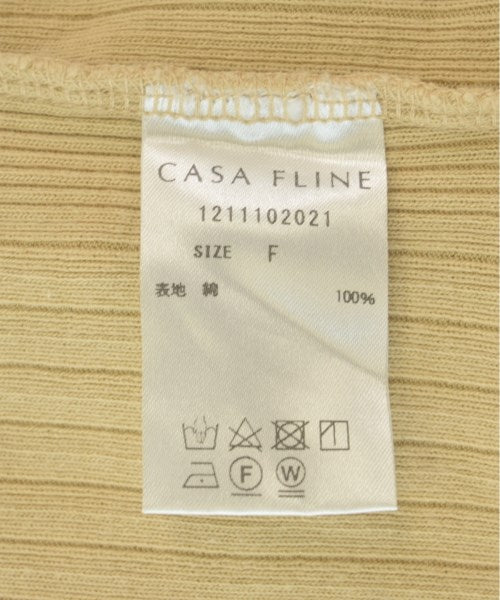 CASA FLINE
1211102021
SIZE F
表地 綿 100%
F W